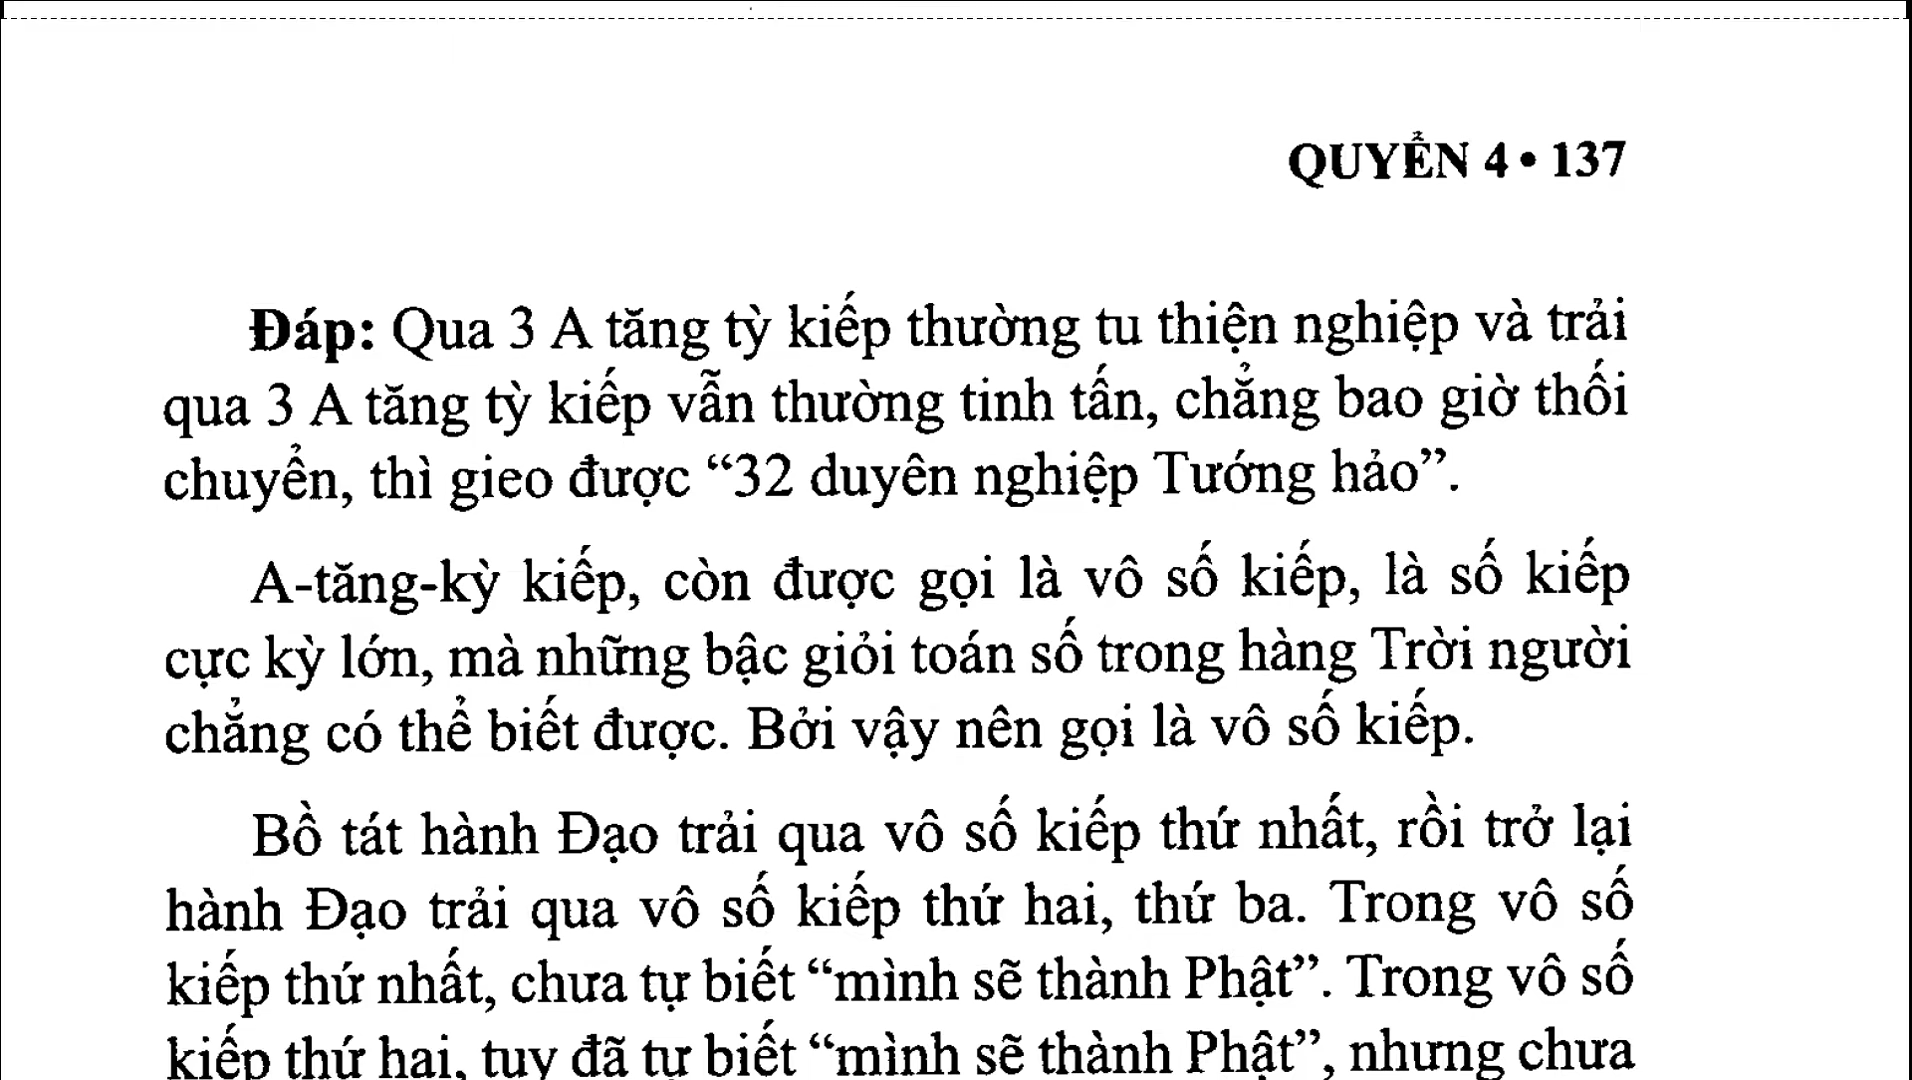 QUYỂN 4 • 137
Đáp: Qua 3 A tăng tỳ kiếp thường tu thiện nghiệp và trải
qua 3 A tăng tỳ kiếp vẫn thường tinh tấn, chẳng bao giờ thối
chuyển, thì gieo được “32 duyên nghiệp Tướng hảo”.
A-tăng-kỳ kiếp, còn được gọi là vô số kiếp, là số kiếp
cực kỳ lớn, mà những bậc giỏi toán số trong hàng Trời người
chẳng có thể biết được. Bởi vậy nên gọi là vô số kiếp.
Bồ tát hành Đạo trải qua vô số kiếp thứ nhất, rồi trở lại
hành Đạo trải qua vô số kiếp thứ hai, thứ ba. Trong vô số
kiếp thứ nhất, chưa tự biết “mình sẽ thành Phật”. Trong vô số
kiếp thứ hai, tuy đã tự biết “mình sẽ thành Phật”, nhưng chưa